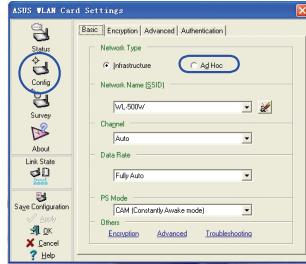 ASUS WLAN Card Settings
Basic Encryption Advanced Authentication
Status
Config
Survey
About
Link State
Save Configuration
Apply
OK
Cancel
Help
Network Type
Infrastructure Ad Hoc
Network Name (SSID)
WL-500W
Channel
Auto
Data Rate
Fully Auto
PS Mode
CAM (Constantly Awake mode)
Others
Encryption Advanced Troubleshooting